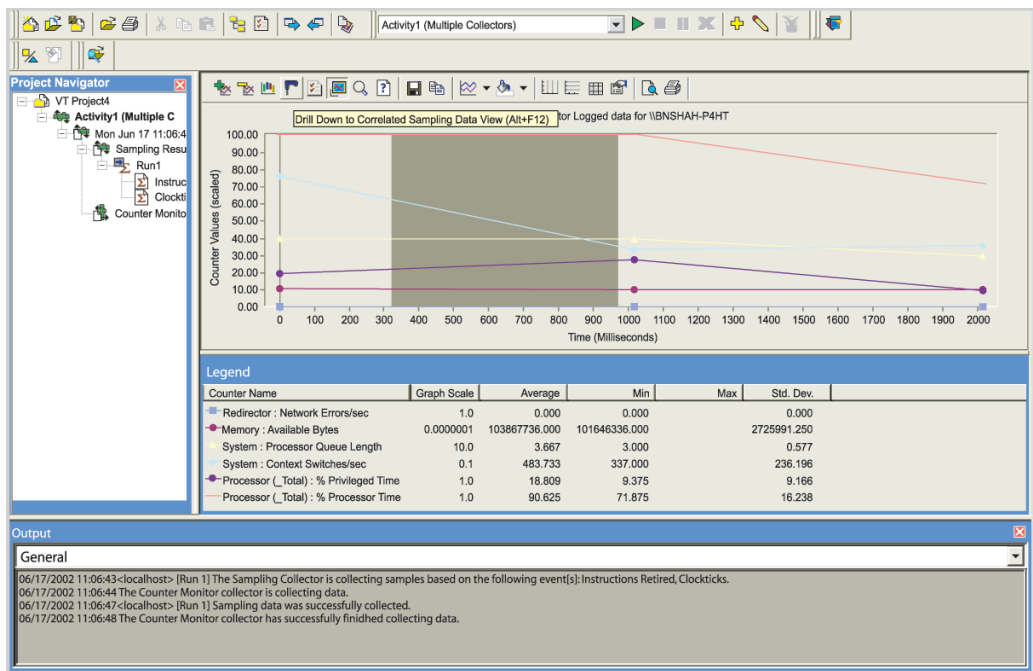 Activity1 (Multiple Collectors)
Project Navigator
VT Project4
Activity1 (Multiple C
Mon Jun 17 11:06:4
Sampling Resu
Run1
Instruc
Clockti
Counter Monito
Drill Down to Correlated Sampling Data View (Alt+F12)
tor Logged data for \\BNSHAH-P4HT
Counter Values (scaled)
100.00
90.00
80.00
70.00
60.00
50.00
40.00
30.00
20.00
10.00
0.00
0 100 200 300 400 500 600 700 800 900 1000 1100 1200 1300 1400 1500 1600 1700 1800 1900 2000
Time (Milliseconds)
Legend
Counter Name Graph Scale Average Min Max Std. Dev.
Redirector : Network Errors/sec 1.0 0.000 0.000 0.000
Memory : Available Bytes 0.0000001 103867736.000 101646336.000 2725991.250
System : Processor Queue Length 10.0 3.667 3.000 0.577
System : Context Switches/sec 0.1 483.733 337.000 236.196
Processor (_Total) : % Privileged Time 1.0 18.809 9.375 9.166
Processor (_Total) : % Processor Time 1.0 90.625 71.875 16.238
Output
General
06/17/2002 11:06:43<localhost> [Run 1] The Samplihg Collector is collecting samples based on the following event[s]: Instructions Retired, Clockticks.
06/17/2002 11:06:44 The Counter Monitor collector is collecting data.
06/17/2002 11:06:47<localhost> [Run 1] Sampling data was successfully collected.
06/17/2002 11:06:48 The Counter Monitor collector has successfully finidhed collecting data.